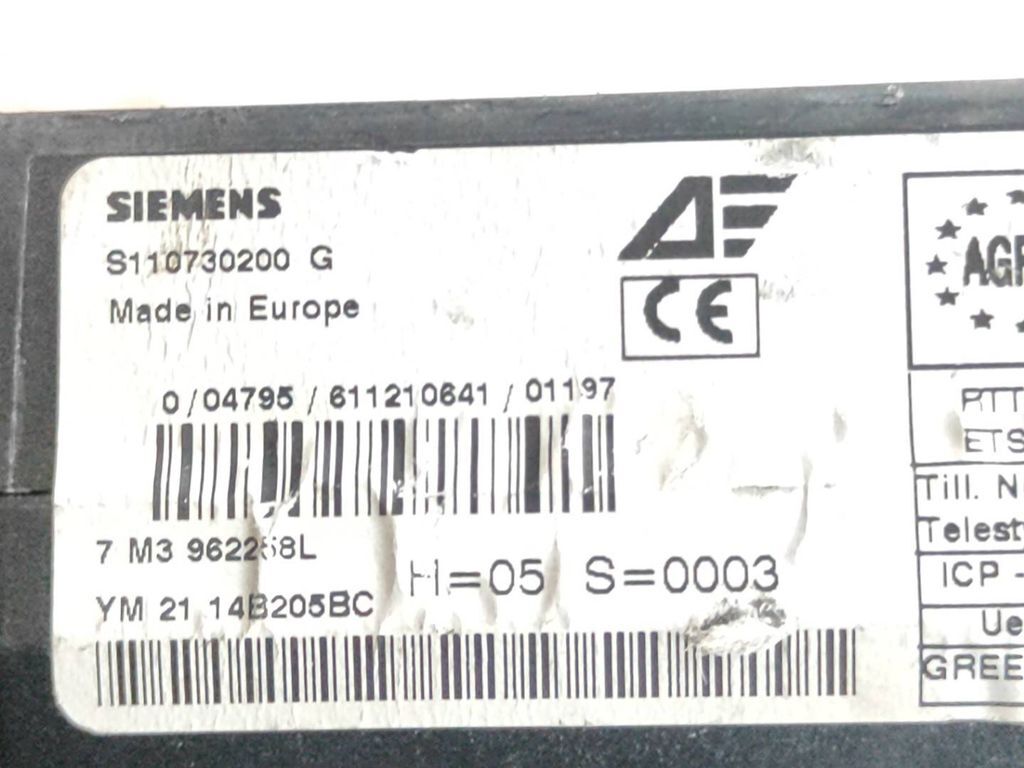 SIEMENS
S110730200 G
Made in Europe
AF
CE
0/04795 / 611210641 / 01197
7 M3 962258L
YM 21 14B205BC
H=05 S=0003
Till.
Telest
ICP -
Ue
GREE
ETS